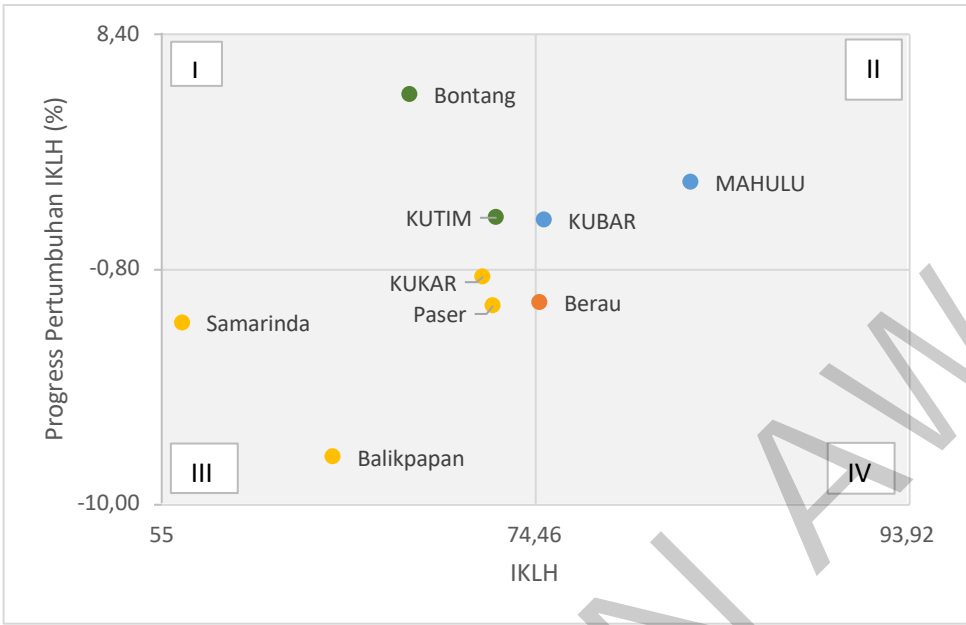 8,40
I
II
Bontang
MAHULU
KUTIM
KUBAR
-0,80
KUKAR
Paser
Berau
Samarinda
Balikpapan
III
IV
-10,00
55
74,46
93,92
IKLH
Progress Pertumbuhan IKLH (%)